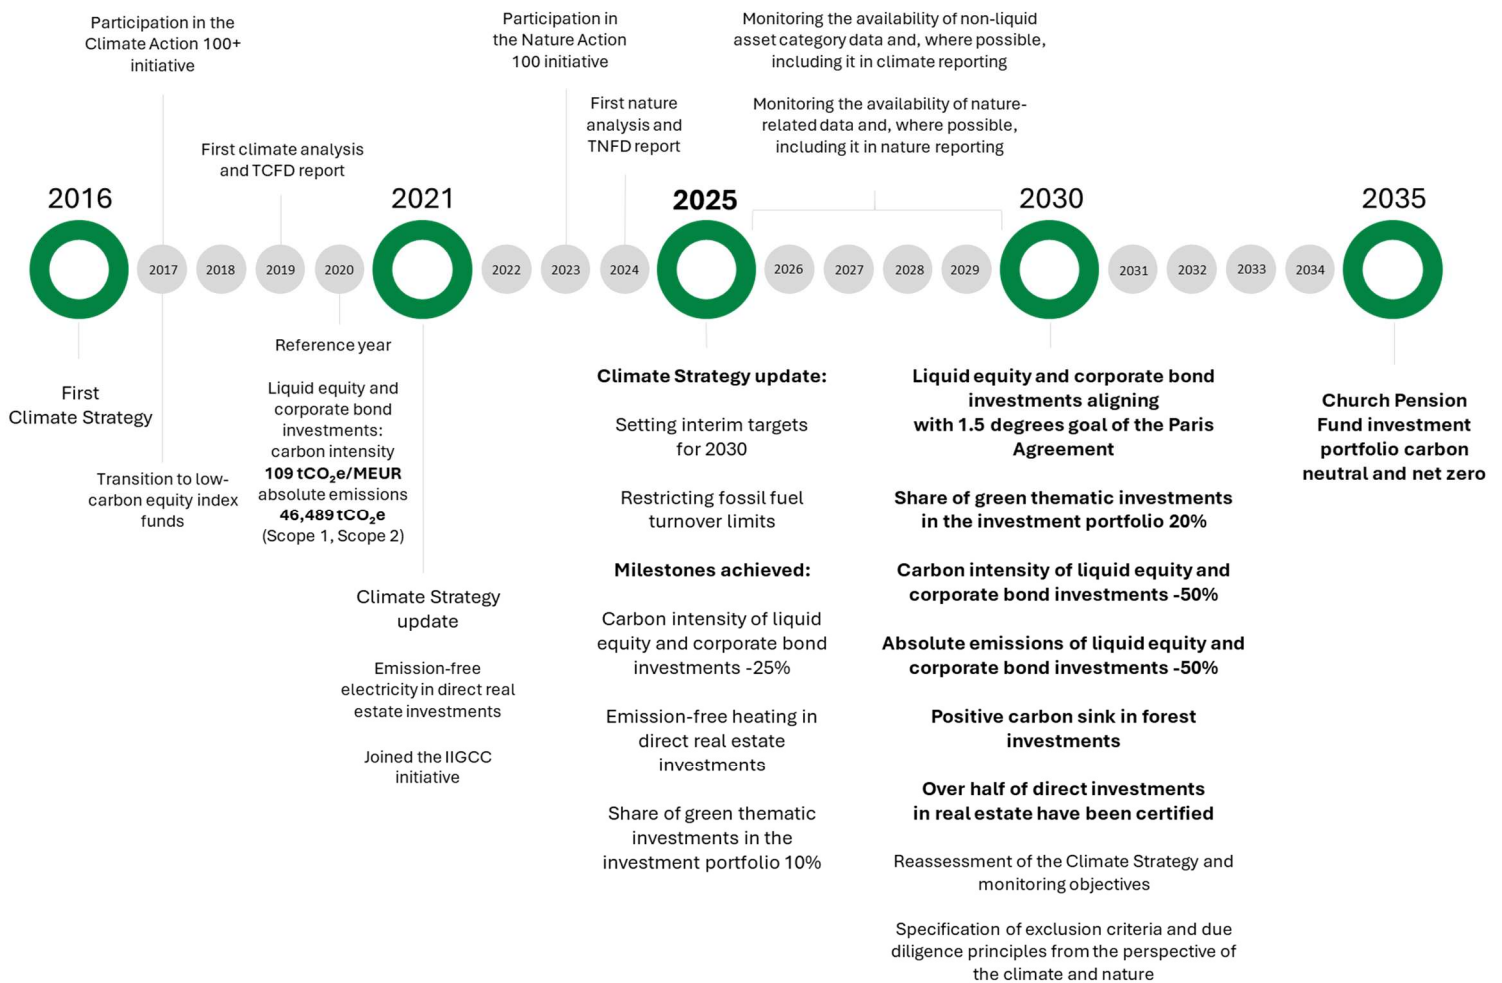 Participation in the
Climate Action 100+
initiative
Participation in
the Nature Action
100 initiative
Monitoring the availability of non-liquid
asset category data and, where possible,
including it in climate reporting
First nature
analysis and
TNFD report
Monitoring the availability of nature-
related data and, where possible,
including it in nature reporting
First climate analysis
and TCFD report
2016
2021
2025
2030
2035
2017
2018
2019
2020
2022
2023
2024
2026
2027
2028
2029
2031
2032
2033
2034
First
Climate Strategy
Transition to low-
carbon equity index
funds
Reference year
Liquid equity and
corporate bond
investments:
carbon intensity
109 tCO₂e/MEUR
absolute emissions
46,489 tCO₂e
(Scope 1, Scope 2)
Climate Strategy
update
Emission-free
electricity in direct real
estate investments
Joined the IIGCC
initiative
Climate Strategy update:
Setting interim targets
for 2030
Restricting fossil fuel
turnover limits
Milestones achieved:
Carbon intensity of liquid
equity and corporate bond
investments -25%
Emission-free heating in
direct real estate
investments
Share of green thematic
investments in the
investment portfolio 10%
Liquid equity and corporate bond
investments aligning
with 1.5 degrees goal of the Paris
Agreement
Share of green thematic investments
in the investment portfolio 20%
Carbon intensity of liquid equity and
corporate bond investments -50%
Absolute emissions of liquid equity and
corporate bond investments -50%
Positive carbon sink in forest
investments
Over half of direct investments
in real estate have been certified
Reassessment of the Climate Strategy and
monitoring objectives
Specification of exclusion criteria and due
diligence principles from the perspective of
the climate and nature
Church Pension
Fund investment
portfolio carbon
neutral and net zero